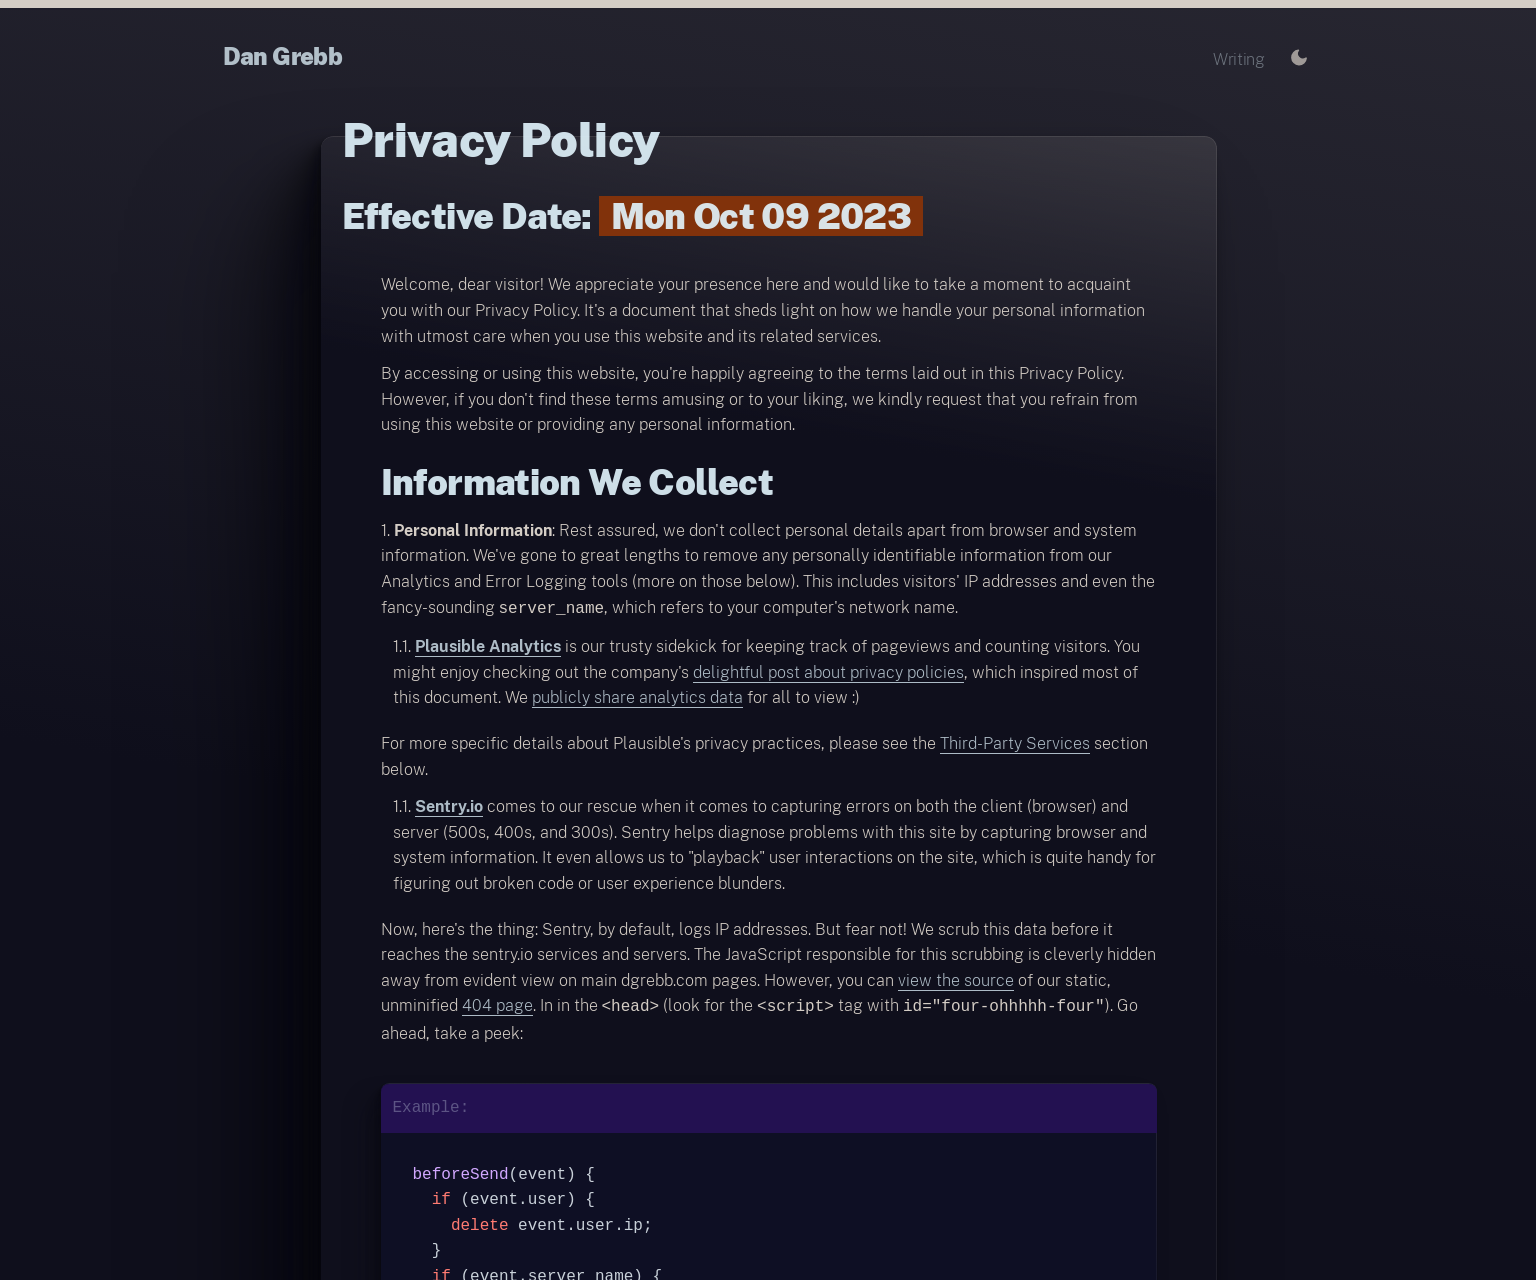 Dan Grebb
Writing
Privacy Policy
Effective Date: Mon Oct 09 2023
Welcome, dear visitor! We appreciate your presence here and would like to take a moment to acquaint
you with our Privacy Policy. It's a document that sheds light on how we handle your personal information
with utmost care when you use this website and its related services.
By accessing or using this website, you're happily agreeing to the terms laid out in this Privacy Policy.
However, if you don't find these terms amusing or to your liking, we kindly request that you refrain from
using this website or providing any personal information.
Information We Collect
1. Personal Information: Rest assured, we don't collect personal details apart from browser and system
information. We've gone to great lengths to remove any personally identifiable information from our
Analytics and Error Logging tools (more on those below). This includes visitors' IP addresses and even the
fancy-sounding server_name, which refers to your computer's network name.
1.1. Plausible Analytics is our trusty sidekick for keeping track of pageviews and counting visitors. You
might enjoy checking out the company's delightful post about privacy policies, which inspired most of
this document. We publicly share analytics data for all to view :)
For more specific details about Plausible's privacy practices, please see the Third-Party Services section
below.
1.1. Sentry.io comes to our rescue when it comes to capturing errors on both the client (browser) and
server (500s, 400s, and 300s). Sentry helps diagnose problems with this site by capturing browser and
system information. It even allows us to "playback" user interactions on the site, which is quite handy for
figuring out broken code or user experience blunders.
Now, here's the thing: Sentry, by default, logs IP addresses. But fear not! We scrub this data before it
reaches the sentry.io services and servers. The JavaScript responsible for this scrubbing is cleverly hidden
away from evident view on main dgrebb.com pages. However, you can view the source of our static,
unminified 404 page. In in the <head> (look for the <script> tag with id="four-ohhhhh-four"). Go
ahead, take a peek:
Example:
beforeSend(event) {
if (event.user) {
delete event.user.ip;
}
if (event.server_name) {